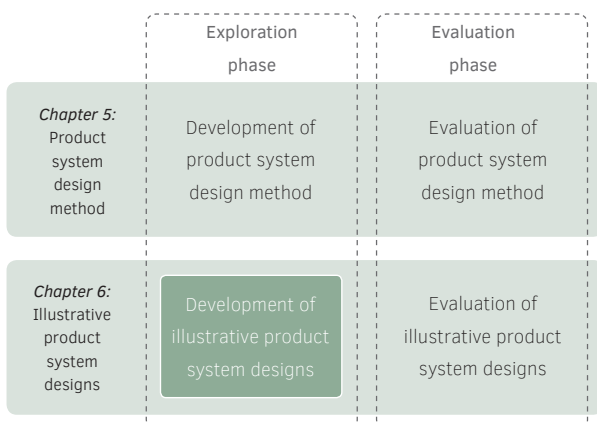 Exploration
phase
Evaluation
phase
Chapter 5:
Product
system
design
method
Development of
product system
design method
Evaluation of
product system
design method
Chapter 6:
Illustrative
product
system
designs
Development of
illustrative product
system designs
Evaluation of
illustrative product
system designs